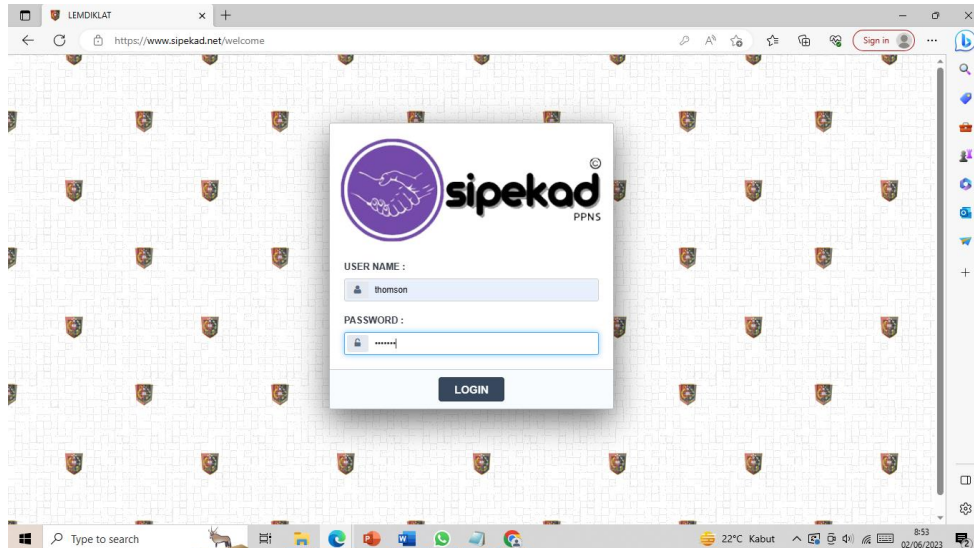 LEMDIKLAT
https://www.sipekad.net/welcome
Sign in
©
sipekad
PPNS
USER NAME :
thomson
PASSWORD :
LOGIN
Type to search
22°C Kabut
8:53
02/06/2023